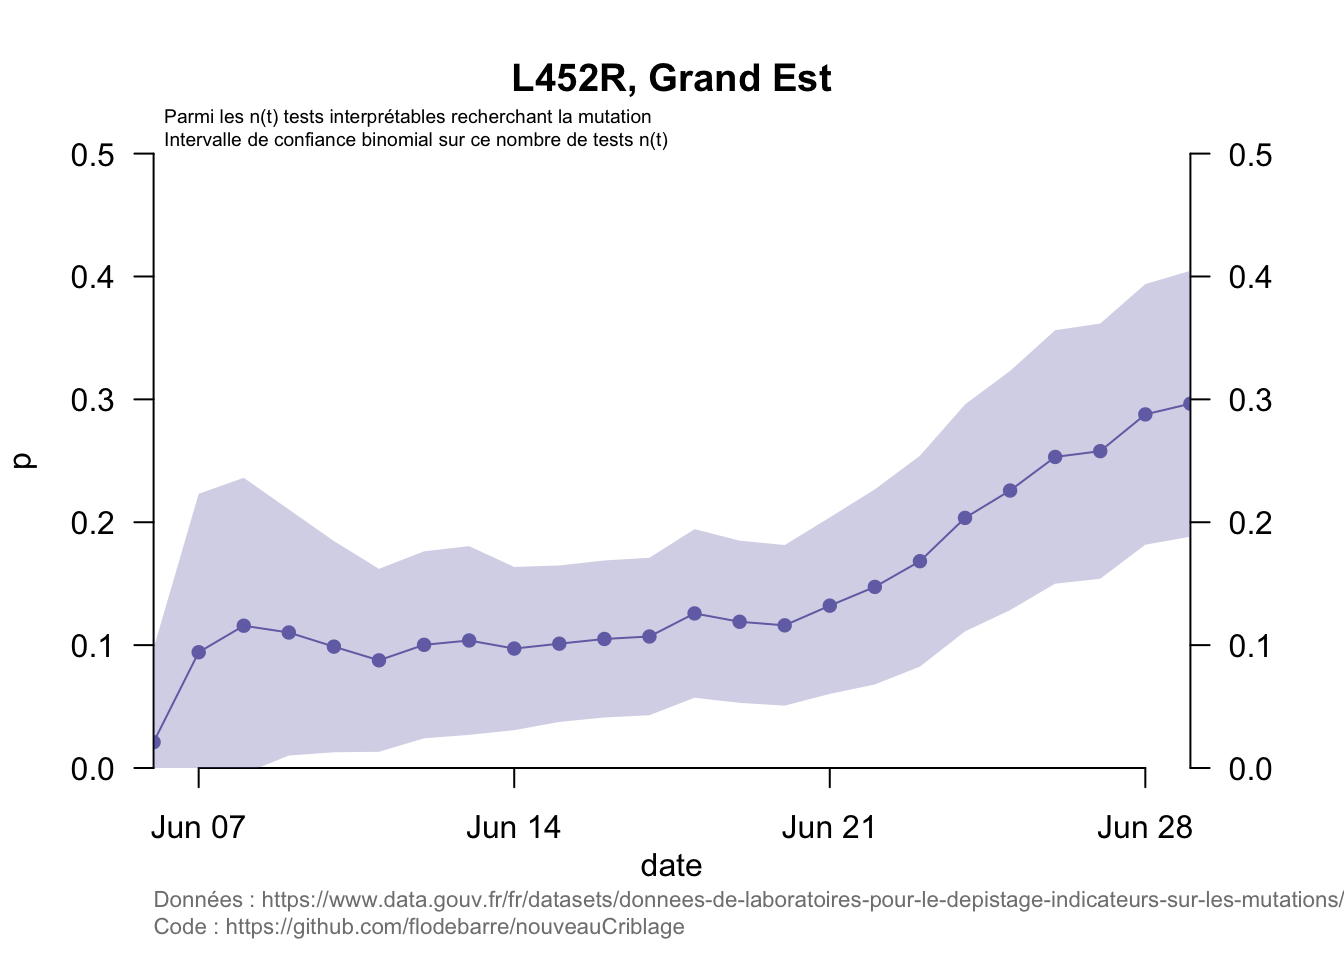 L452R, Grand Est
Parmi les n(t) tests interprétables recherchant la mutation
Intervalle de confiance binomial sur ce nombre de tests n(t)
0.5
0.5
0.4
0.4
0.3
0.3
p
0.2
0.2
0.1
0.1
0.0
0.0
Jun 07 Jun 14 Jun 21 Jun 28
date
Données : https://www.data.gouv.fr/fr/datasets/donnees-de-laboratoires-pour-le-depistage-indicateurs-sur-les-mutations/
Code : https://github.com/flodebarre/nouveauCriblage